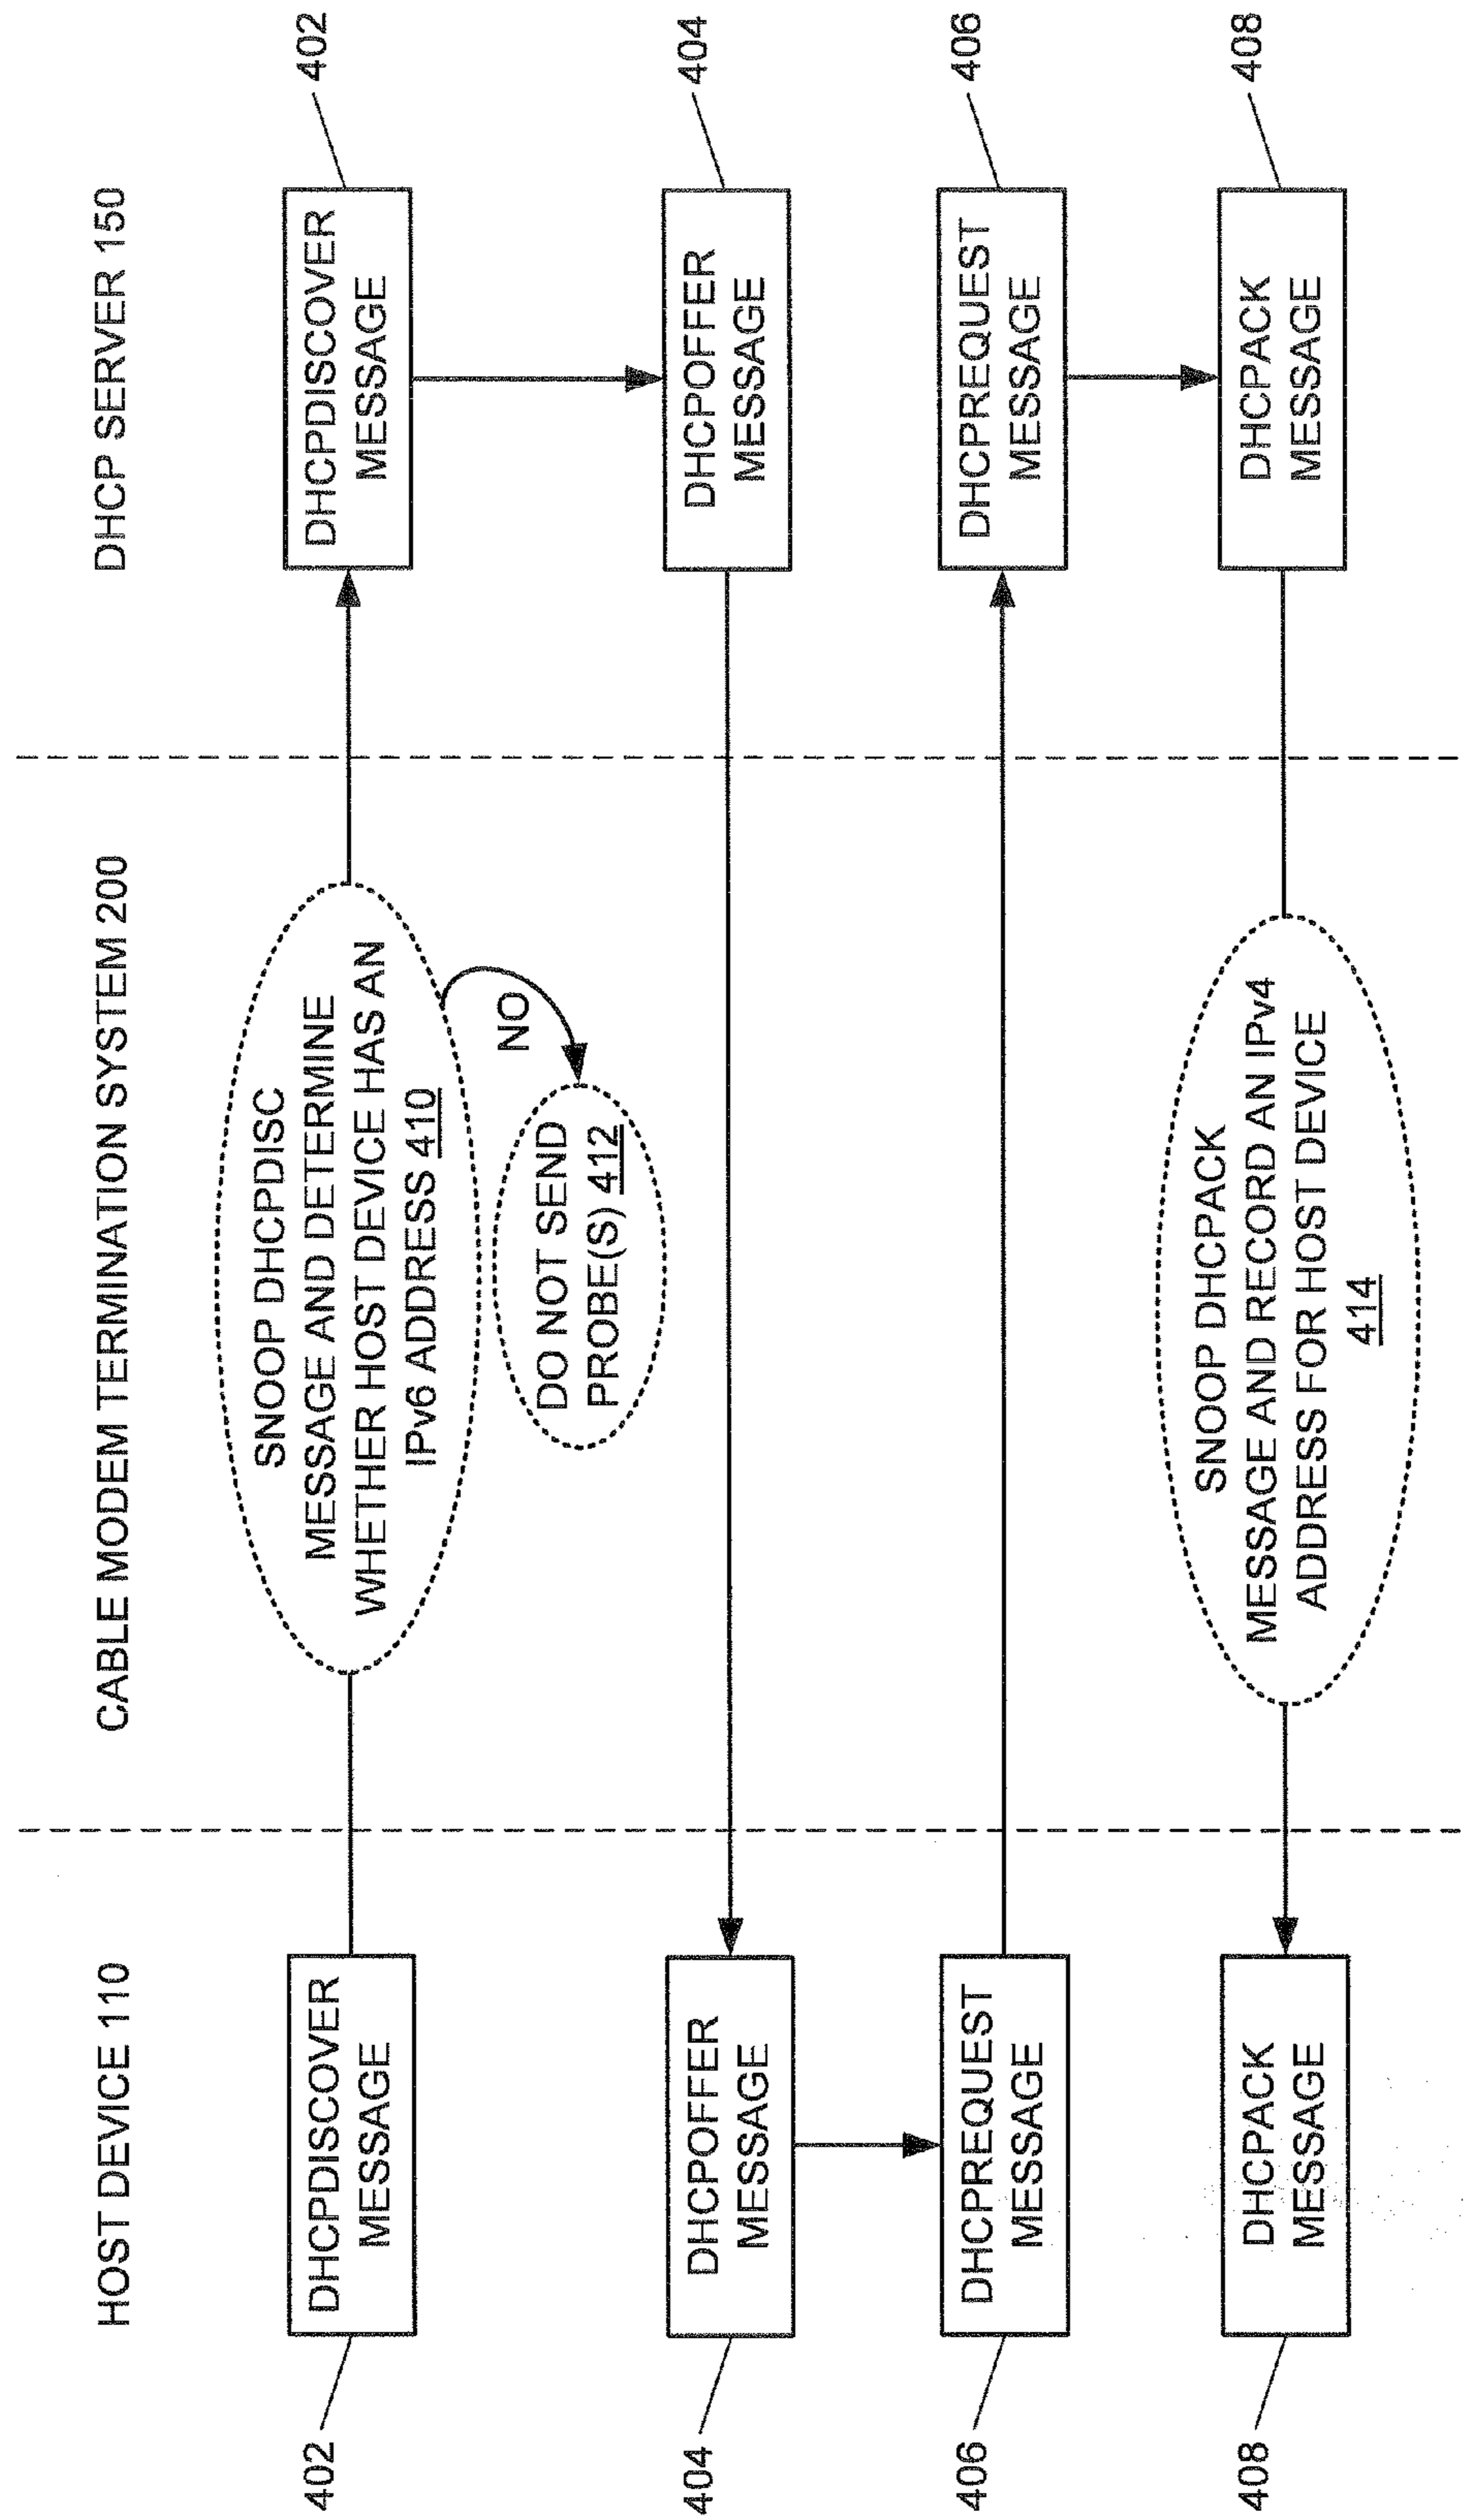 HOST DEVICE 110
CABLE MODEM TERMINATION SYSTEM 200
DHCP SERVER 150
402
DHCPDISCOVER
MESSAGE
SNOOP DHCPDISC
MESSAGE AND DETERMINE
WHETHER HOST DEVICE HAS AN
IPv6 ADDRESS 410
DHCPDISCOVER
MESSAGE
402
NO
DO NOT SEND
PROBE(S) 412
404
DHCPOFFER
MESSAGE
DHCPOFFER
MESSAGE
404
406
DHCPREQUEST
MESSAGE
DHCPREQUEST
MESSAGE
406
408
DHCPACK
MESSAGE
SNOOP DHCPACK
MESSAGE AND RECORD AN IPv4
ADDRESS FOR HOST DEVICE
414
DHCPACK
MESSAGE
408